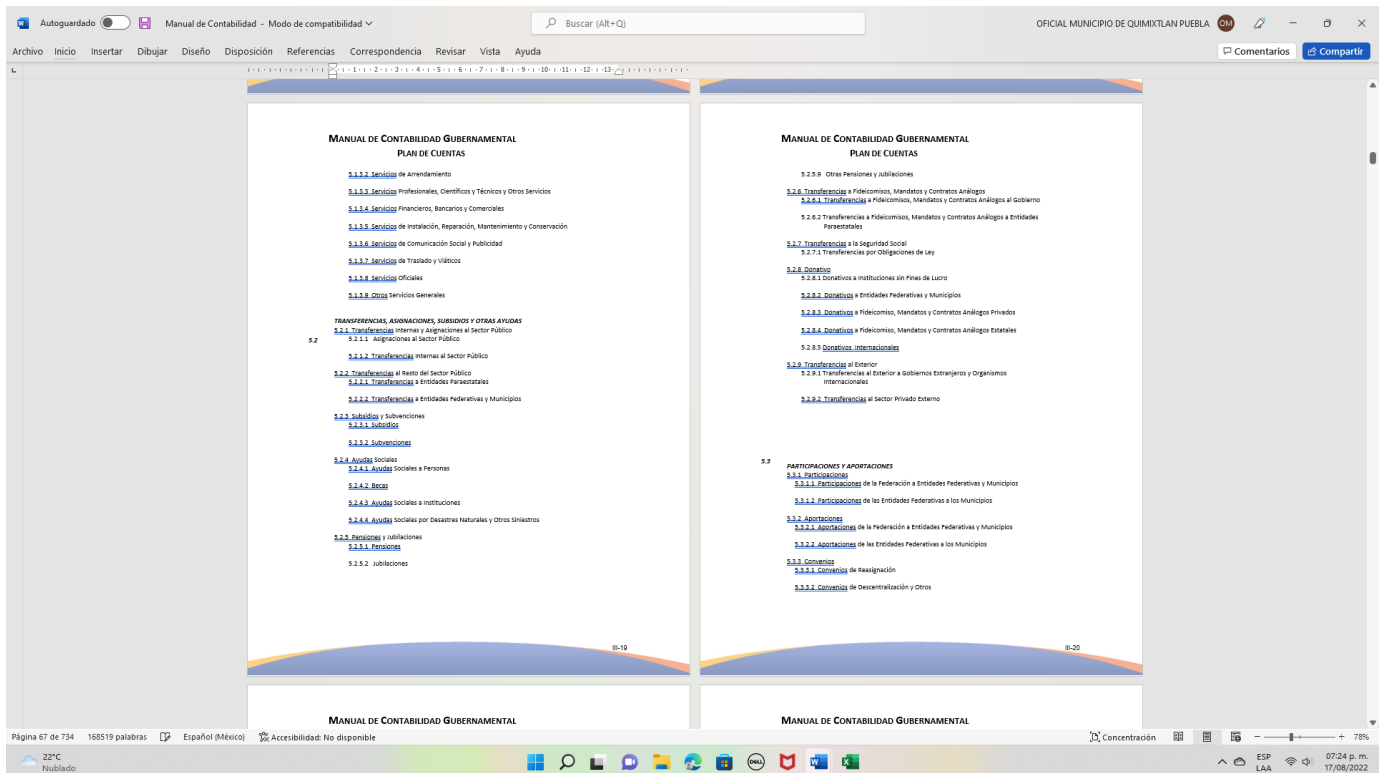 Autoguardado
Manual de Contabilidad - Modo de compatibilidad
Buscar (Alt+Q)
OFICIAL MUNICIPIO DE QUIMIXTLAN PUEBLA
OM
Archivo Inicio Insertar Dibujar Diseño Disposición Referencias Correspondencia Revisar Vista Ayuda
Comentarios
Compartir
1 2 3 4 5 6 7 8 9 10 11 12 13
MANUAL DE CONTABILIDAD GUBERNAMENTAL
PLAN DE CUENTAS
5.1.3.2 Servicios de Arrendamiento
5.1.3.3 Servicios Profesionales, Científicos y Técnicos y Otros Servicios
5.1.3.4 Servicios Financieros, Bancarios y Comerciales
5.1.3.5 Servicios de Instalación, Reparación, Mantenimiento y Conservación
5.1.3.6 Servicios de Comunicación Social y Publicidad
5.1.3.7 Servicios de Traslado y Viáticos
5.1.3.8 Servicios Oficiales
5.1.3.9 Otros Servicios Generales
TRANSFERENCIAS, ASIGNACIONES, SUBSIDIOS Y OTRAS AYUDAS
5.2.1 Transferencias Internas y Asignaciones al Sector Público
5.2
5.2.1.1 Asignaciones al Sector Público
5.2.1.2 Transferencias Internas al Sector Público
5.2.2 Transferencias al Resto del Sector Público
5.2.2.1 Transferencias a Entidades Paraestatales
5.2.2.2 Transferencias a Entidades Federativas y Municipios
5.2.3 Subsidios y Subvenciones
5.2.3.1 Subsidios
5.2.3.2 Subvenciones
5.2.4 Ayudas Sociales
5.2.4.1 Ayudas Sociales a Personas
5.2.4.2 Becas
5.2.4.3 Ayudas Sociales a Instituciones
5.2.4.4 Ayudas Sociales por Desastres Naturales y Otros Siniestros
5.2.5 Pensiones y Jubilaciones
5.2.5.1 Pensiones
5.2.5.2 Jubilaciones
III-19
MANUAL DE CONTABILIDAD GUBERNAMENTAL
PLAN DE CUENTAS
5.2.5.9 Otras Pensiones y Jubilaciones
5.2.6 Transferencias a Fideicomisos, Mandatos y Contratos Análogos
5.2.6.1 Transferencias a Fideicomisos, Mandatos y Contratos Análogos al Gobierno
5.2.6.2 Transferencias a Fideicomisos, Mandatos y Contratos Análogos a Entidades
Paraestatales
5.2.7 Transferencias a la Seguridad Social
5.2.7.1 Transferencias por Obligaciones de Ley
5.2.8 Donativo
5.2.8.1 Donativos a Instituciones sin Fines de Lucro
5.2.8.2 Donativos a Entidades Federativas y Municipios
5.2.8.3 Donativos a Fideicomiso, Mandatos y Contratos Análogos Privados
5.2.8.4 Donativos a Fideicomiso, Mandatos y Contratos Análogos Estatales
5.2.8.5 Donativos Internacionales
5.2.9 Transferencias al Exterior
5.2.9.1 Transferencias al Exterior a Gobiernos Extranjeros y Organismos
Internacionales
5.2.9.2 Transferencias al Sector Privado Externo
5.3
PARTICIPACIONES Y APORTACIONES
5.3.1 Participaciones
5.3.1.1 Participaciones de la Federación a Entidades Federativas y Municipios
5.3.1.2 Participaciones de las Entidades Federativas a los Municipios
5.3.2 Aportaciones
5.3.2.1 Aportaciones de la Federación a Entidades Federativas y Municipios
5.3.2.2 Aportaciones de las Entidades Federativas a los Municipios
5.3.3 Convenios
5.3.3.1 Convenios de Reasignación
5.3.3.2 Convenios de Descentralización y Otros
III-20
MANUAL DE CONTABILIDAD GUBERNAMENTAL
MANUAL DE CONTABILIDAD GUBERNAMENTAL
Página 67 de 734 168519 palabras Español (México) Accesibilidad: No disponible
Concentración
78%
22°C
Nublado
DELL
ESP
LAA
07:24 p. m.
17/08/2022